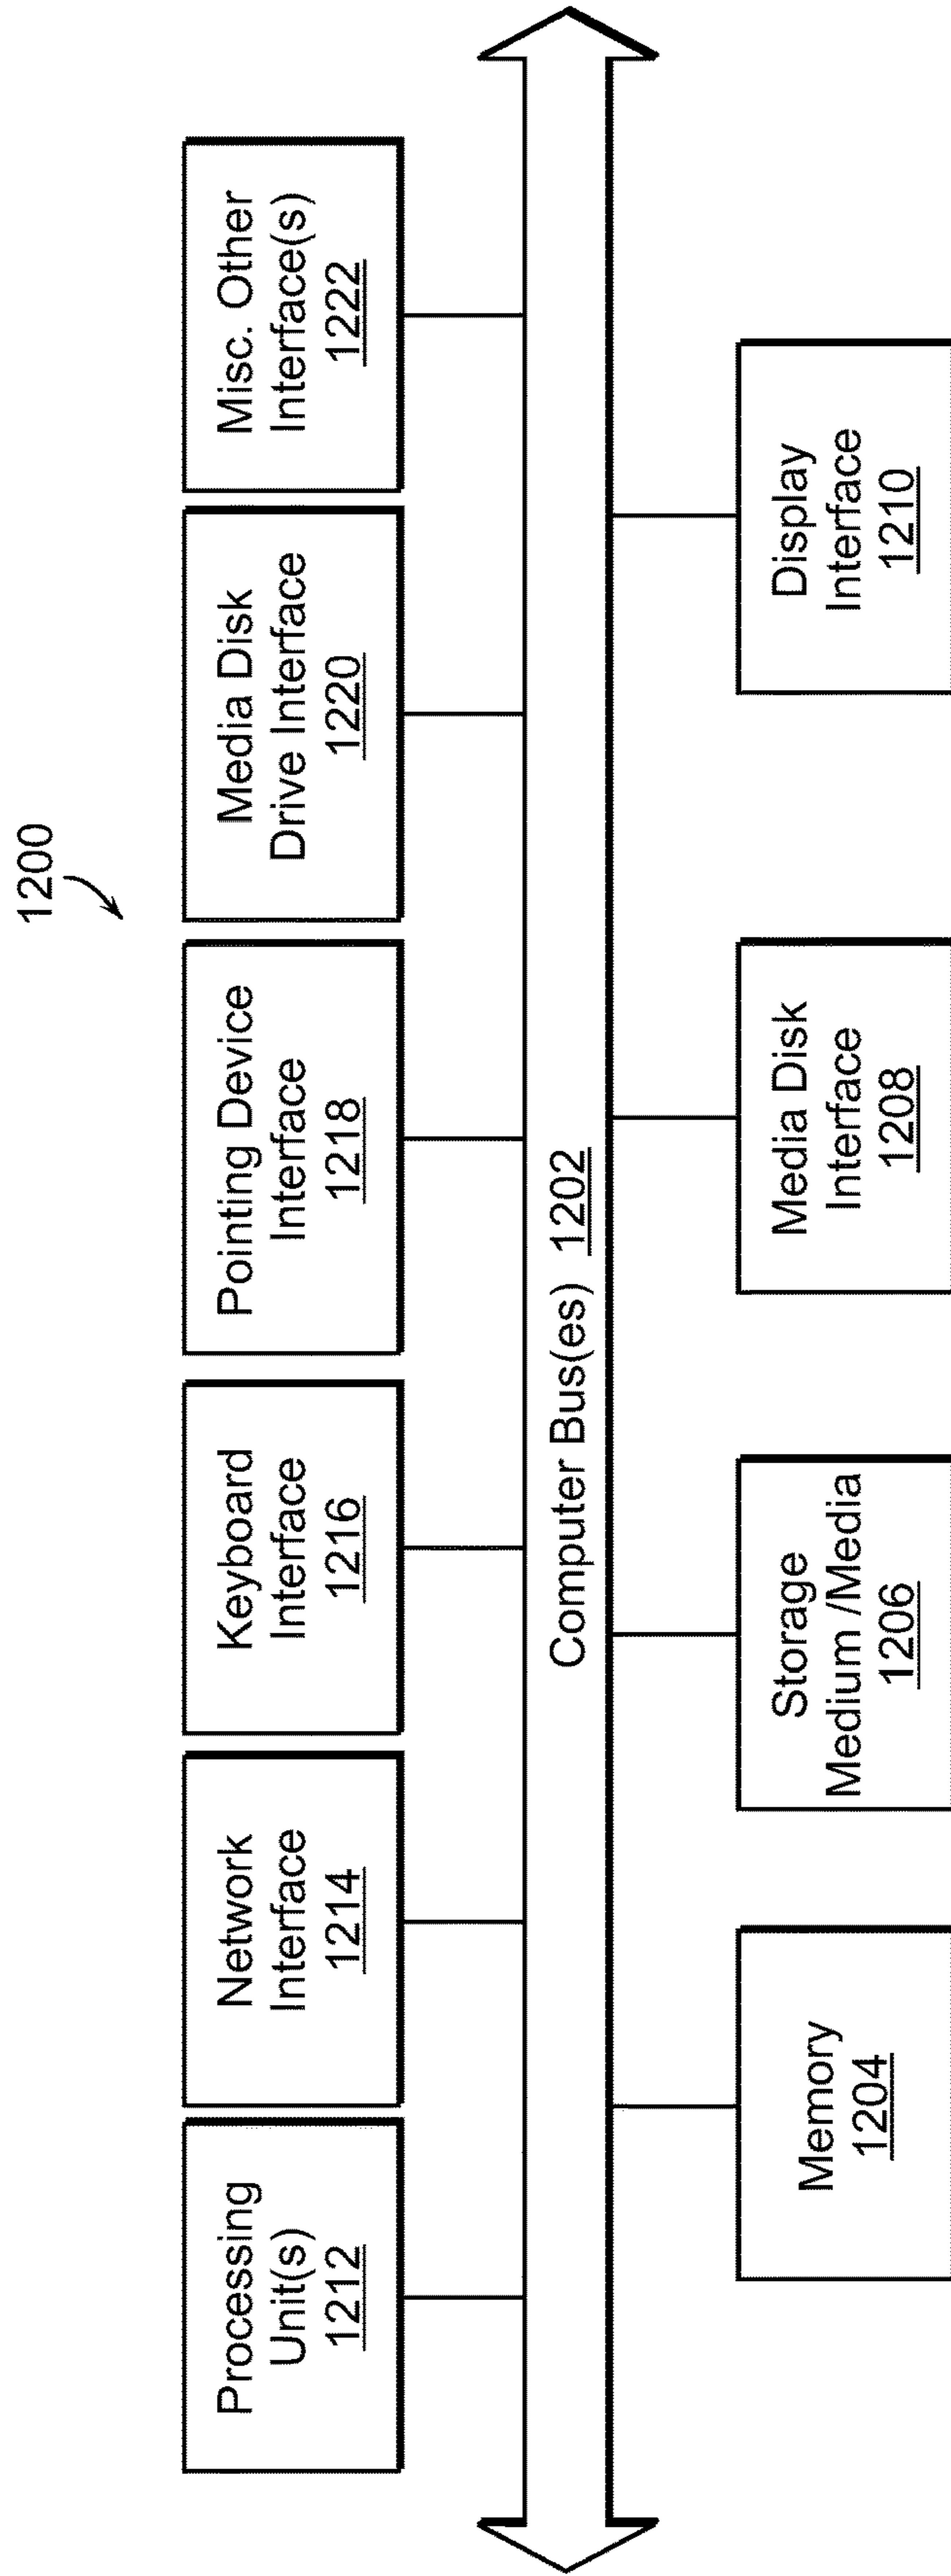 1200
Processing
Unit(s)
1212
Network
Interface
1214
Keyboard
Interface
1216
Pointing Device
Interface
1218
Media Disk
Drive Interface
1220
Misc. Other
Interface(s)
1222
Computer Bus(es) 1202
Memory
1204
Storage
Medium /Media
1206
Media Disk
Interface
1208
Display
Interface
1210